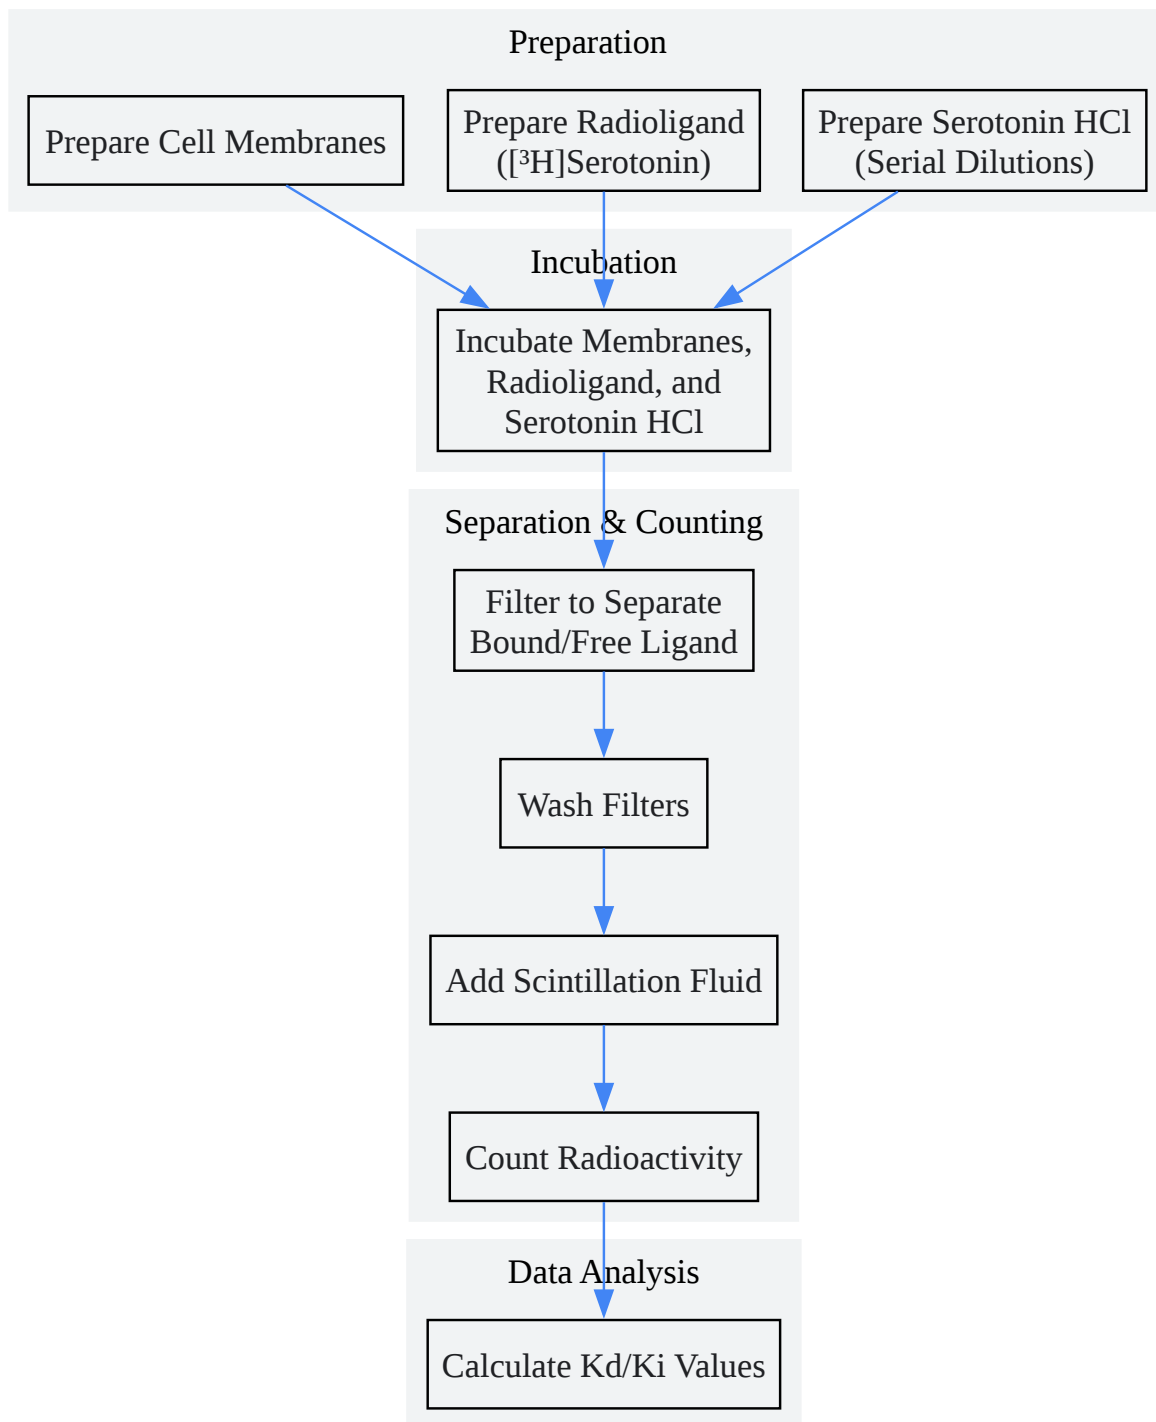 Preparation
Prepare Cell Membranes
Prepare Radioligand
([³H]Serotonin)
Prepare Serotonin HCl
(Serial Dilutions)
Incubation
Incubate Membranes,
Radioligand, and
Serotonin HCl
Separation & Counting
Filter to Separate
Bound/Free Ligand
Wash Filters
Add Scintillation Fluid
Count Radioactivity
Data Analysis
Calculate Kd/Ki Values